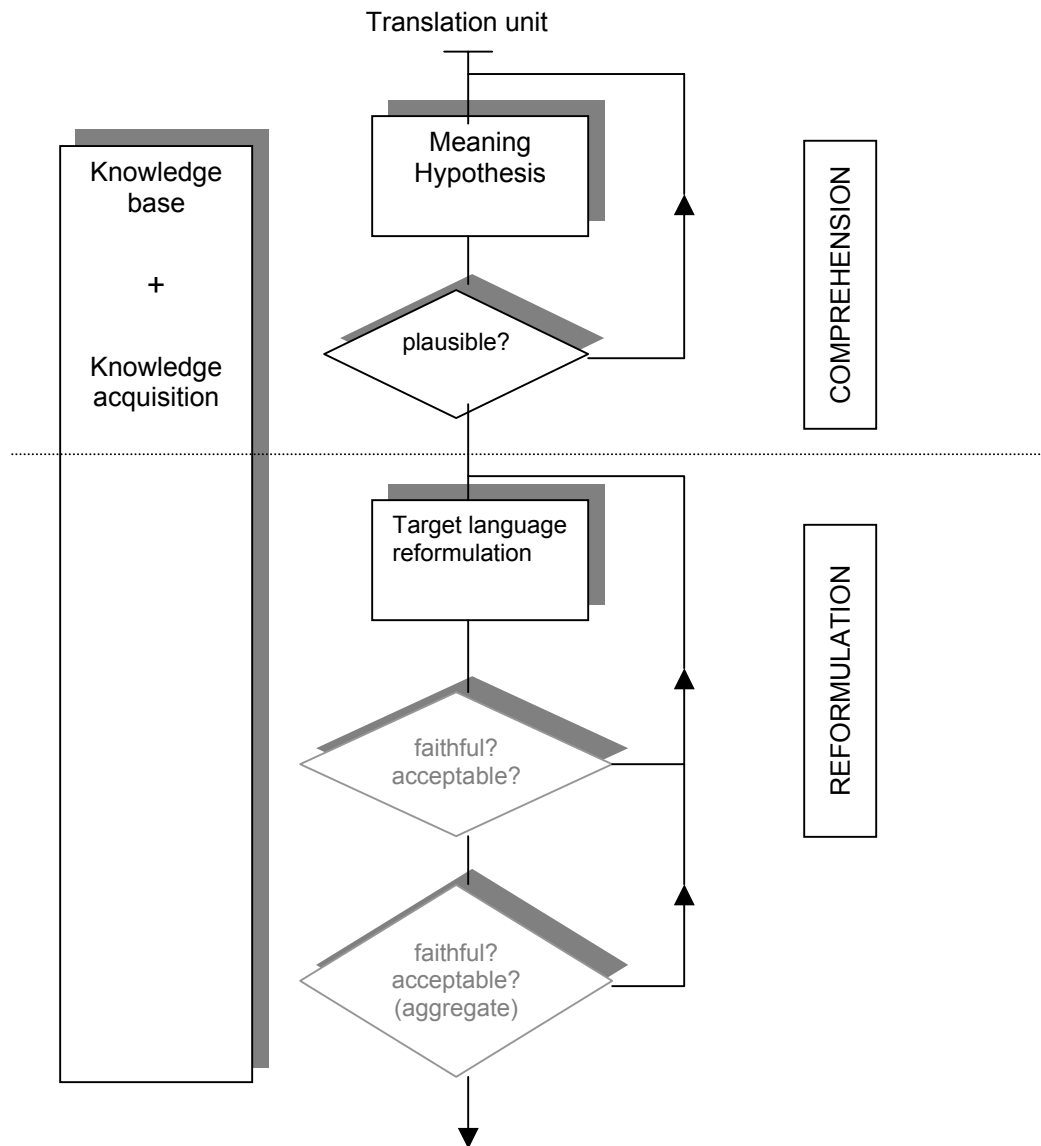 Translation unit
Meaning
Hypothesis
Knowledge
base
+
Knowledge
acquisition
plausible?
COMPREHENSION
Target language
reformulation
faithful?
acceptable?
REFORMULATION
faithful?
acceptable?
(aggregate)